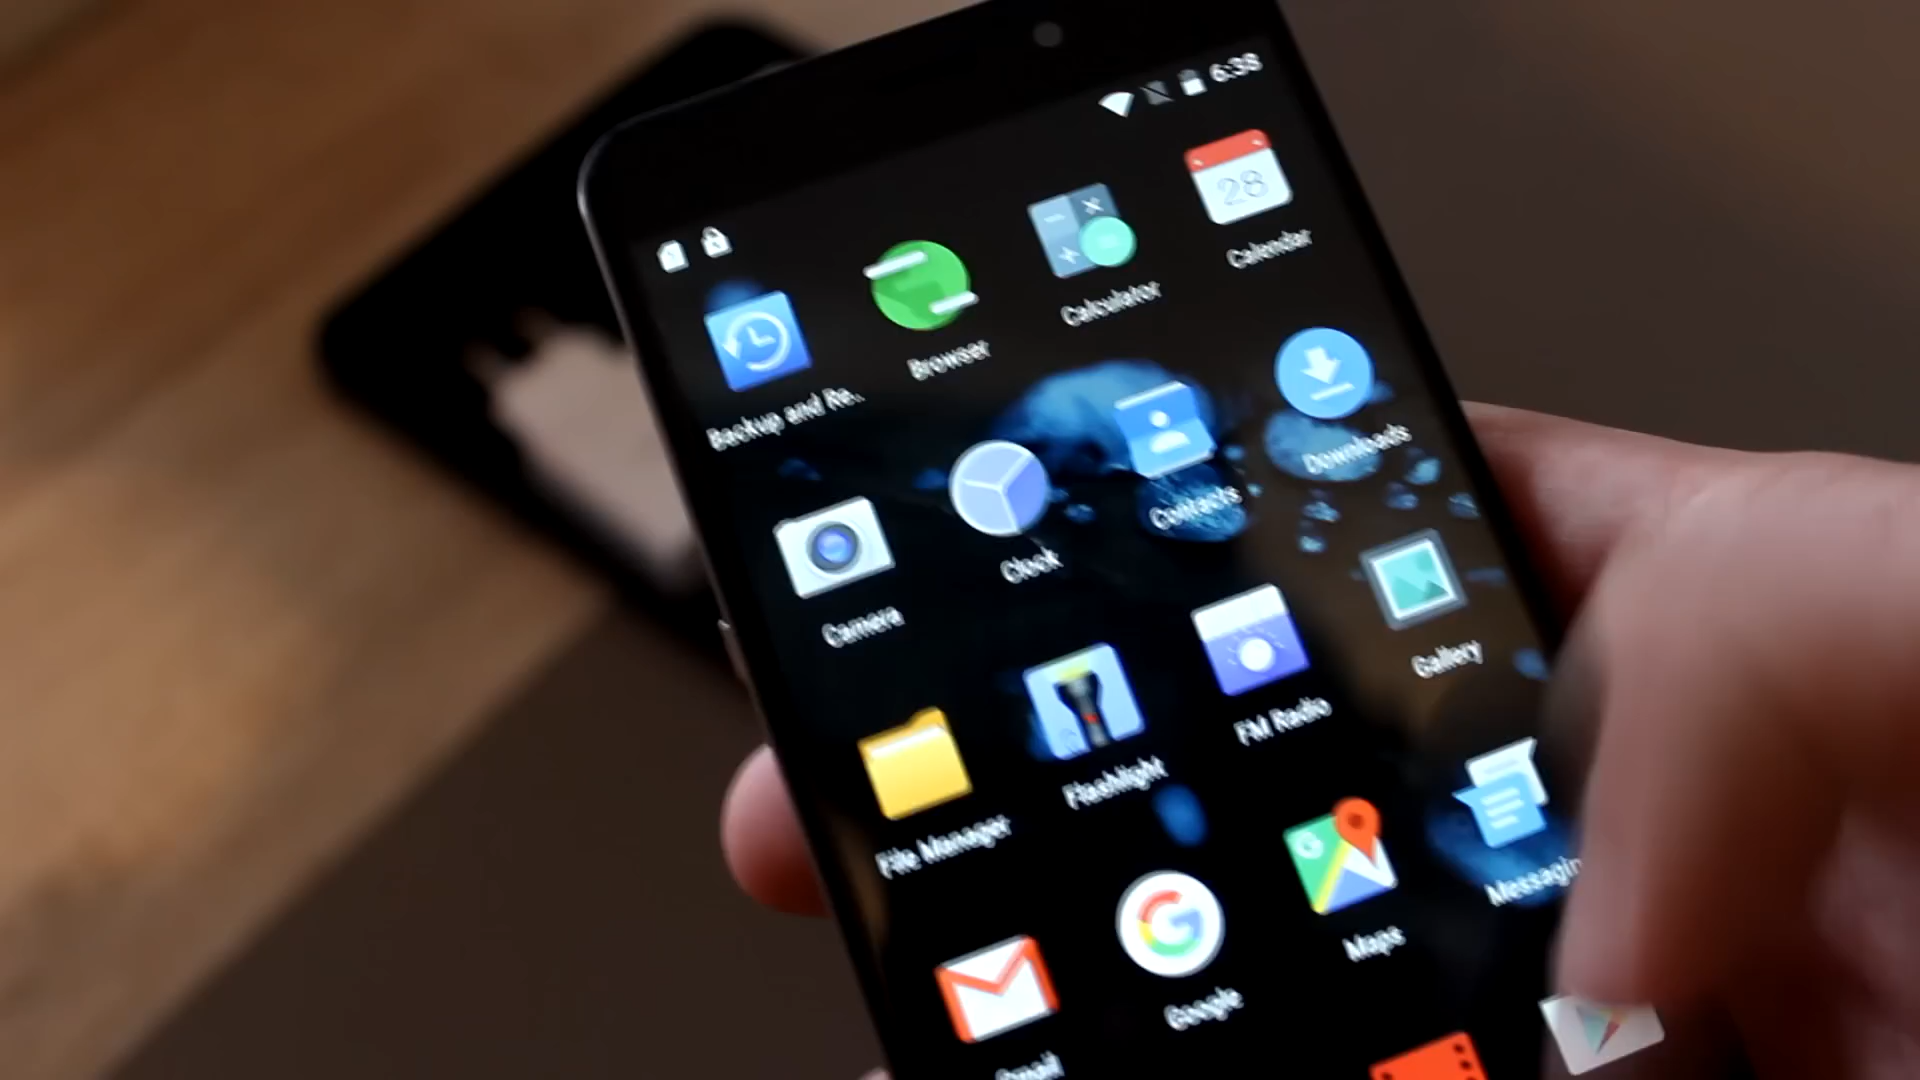 6:38
Backup and Re..
Browser
Calculator
28
Calendar
Camera
Clock
Contacts
Downloads
File Manager
Flashlight
FM Radio
Gallery
Gmail
G
Google
G
Maps
Messagin